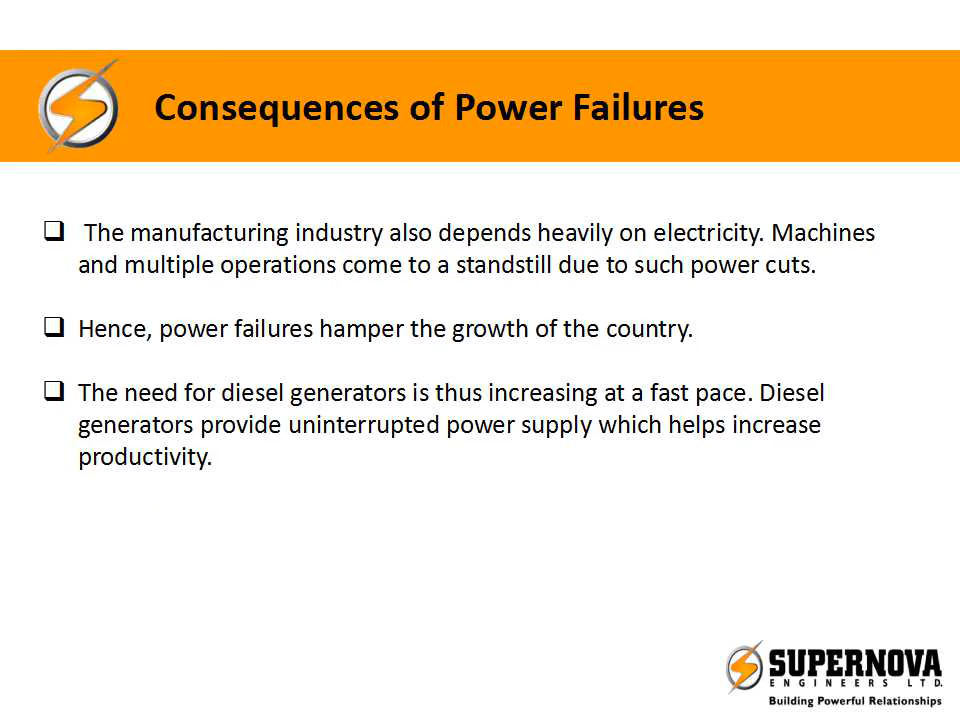 Consequences of Power Failures
The manufacturing industry also depends heavily on electricity. Machines
and multiple operations come to a standstill due to such power cuts.
Hence, power failures hamper the growth of the country.
The need for diesel generators is thus increasing at a fast pace. Diesel
generators provide uninterrupted power supply which helps increase
productivity.
SUPERNOVA
ENGINEERS LTD.
Building Powerful Relationships